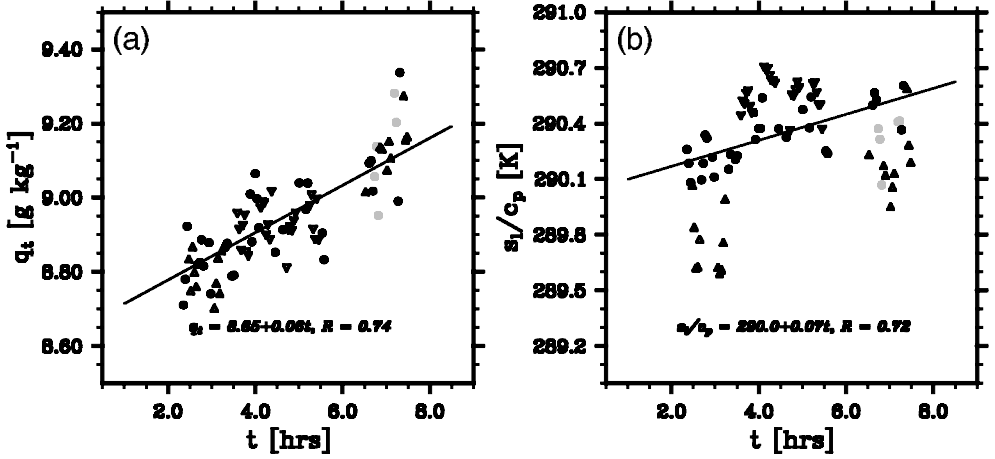 (a)
9.40
9.20
9.00
8.80
8.60
q_t [g kg⁻¹]
q_t = 8.65+0.06t, R = 0.74
2.0 4.0 6.0 8.0
t [hrs]
(b)
291.0
290.7
290.4
290.1
289.8
289.5
289.2
s_l/c_p [K]
s_l/c_p = 290.0+0.07t, R = 0.72
2.0 4.0 6.0 8.0
t [hrs]